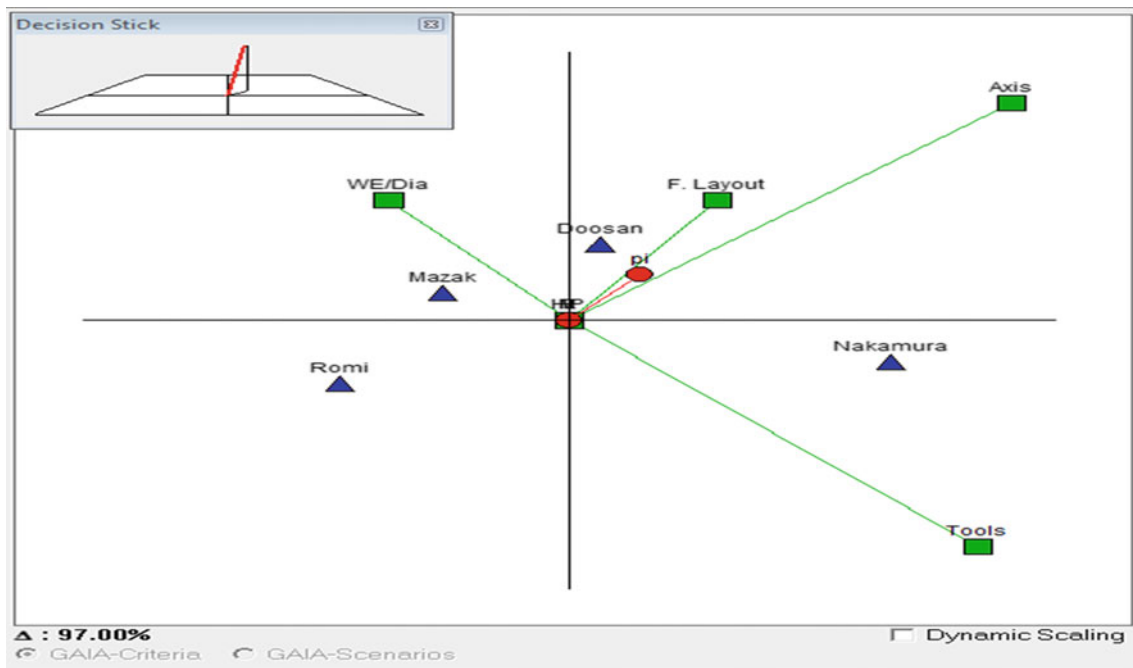 Decision Stick
Axis
WE/Dia
F. Layout
Doosan
pi
Mazak
Nakamura
Romi
Tools
Δ : 97.00%
Dynamic Scaling
GAIA-Criteria GAIA-Scenarios